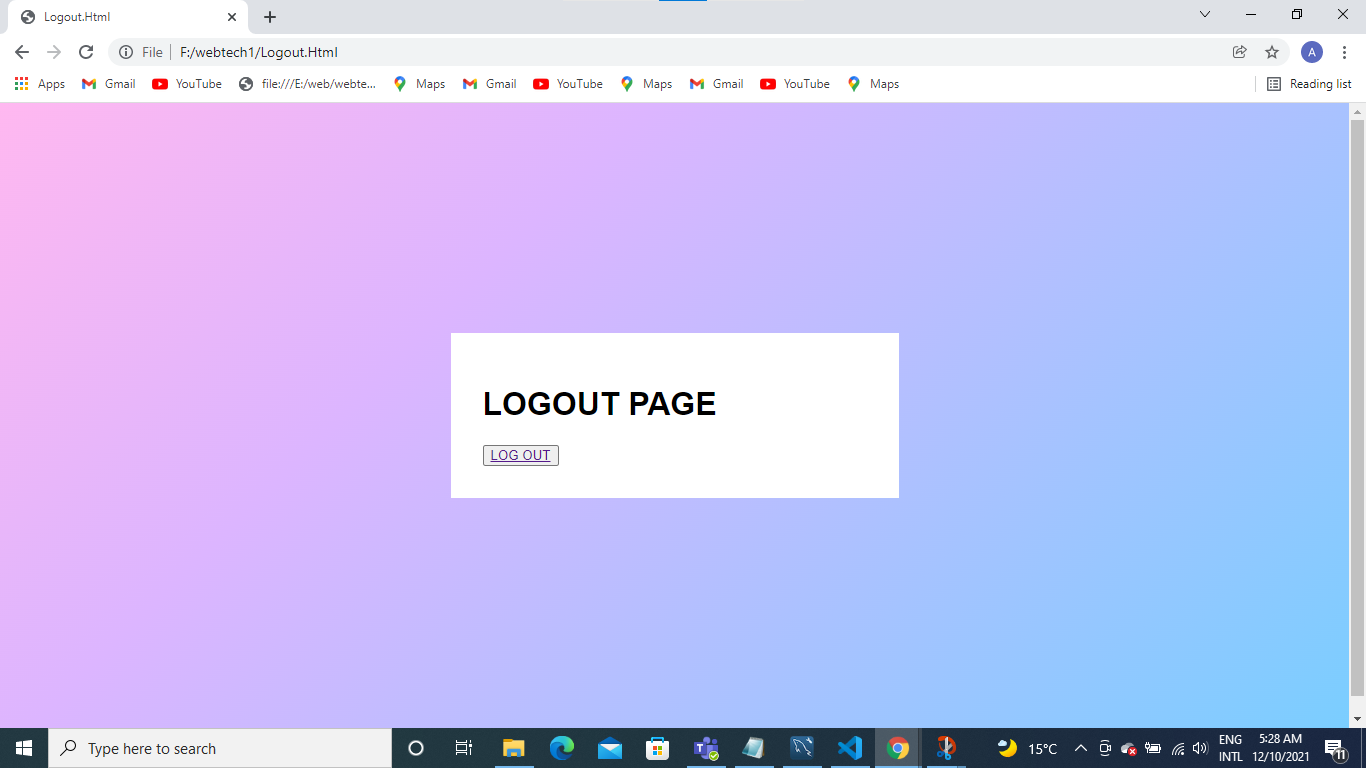 Logout.Html
File F:/webtech1/Logout.Html
A
Apps Gmail YouTube file:///E:/web/webte... Maps Gmail YouTube Maps Gmail YouTube Maps Reading list
LOGOUT PAGE
LOG OUT
Type here to search
15°C
ENG
INTL
5:28 AM
12/10/2021
11